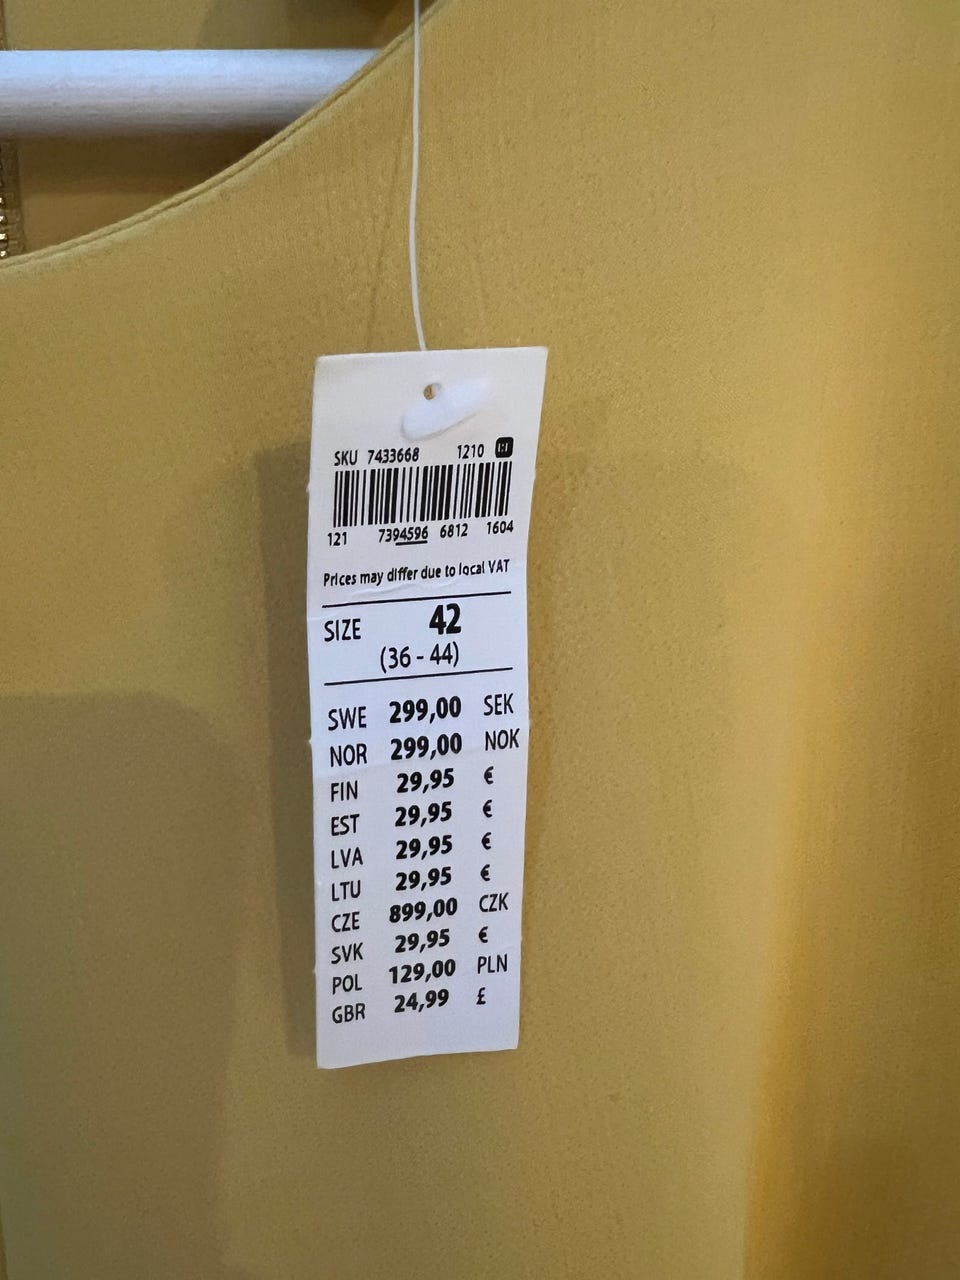 SKU 7433668 1210
121 7394596 6812 1604
Prices may differ due to local VAT
SIZE 42
(36 - 44)
SWE 299,00 SEK
NOR 299,00 NOK
FIN 29,95 €
EST 29,95 €
LVA 29,95 €
LTU 29,95 €
CZE 899,00 CZK
SVK 29,95 €
POL 129,00 PLN
GBR 24,99 £